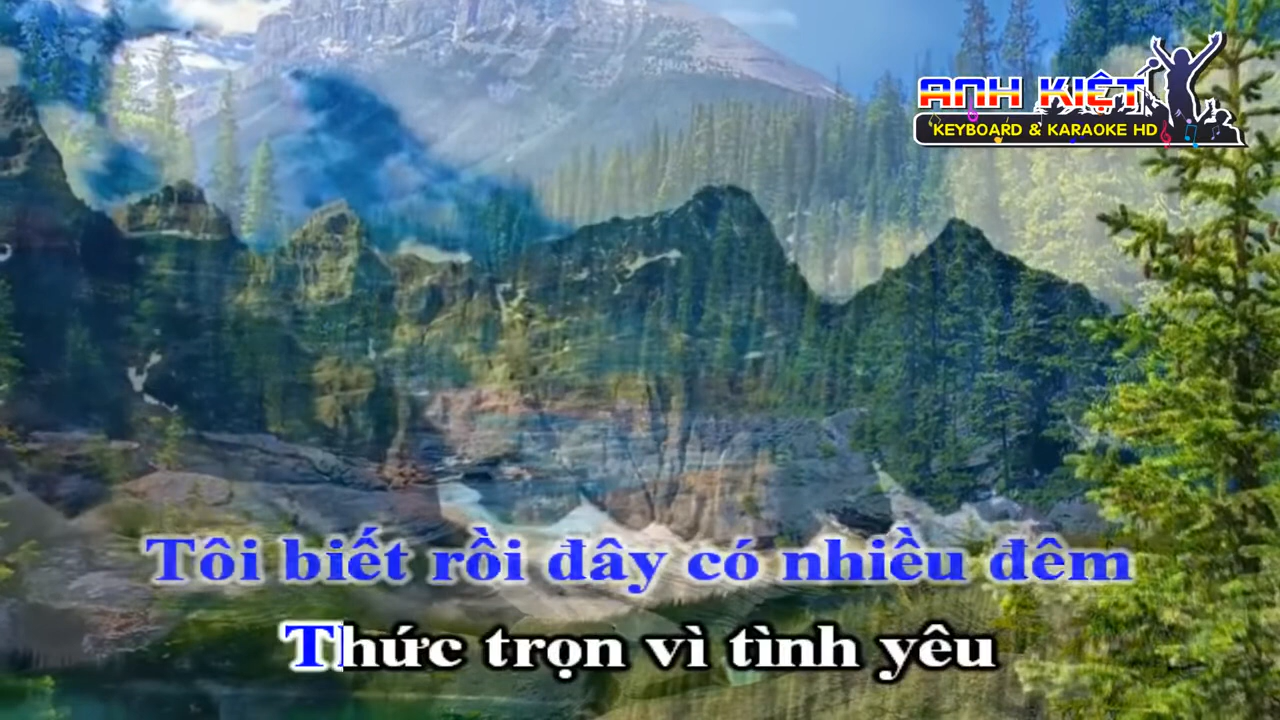 ANH KIỆT
KEYBOARD & KARAOKE HD
Tôi biết rồi đây có nhiều đêm
Thức trọn vì tình yêu